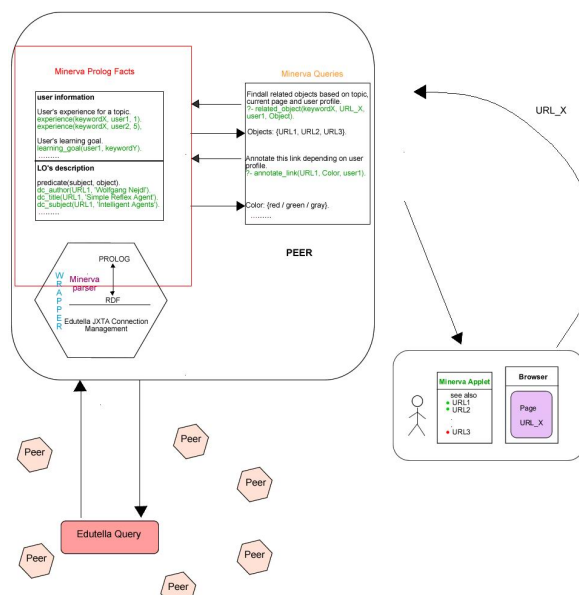 Minerva Prolog Facts
user information
User's experience for a topic.
experience(keywordX, user1, 1).
experience(keywordX, user2, 5),
User's learning goal.
learning_goal(user1, keywordY).
.........
LO's description
predicate(subject, object).
dc_author(URL1, 'Wolfgang Nejdl').
dc_title(URL1, 'Simple Reflex Agent').
dc_subject(URL1, 'Intelligent Agents').
.........
Minerva Queries
Findall related objects based on topic,
current page and user profile.
?- related_object(keywordX, URL_X,
user1, Object).
Objects: {URL1, URL2, URL3}.
Annotate this link depending on user
profile.
?- annotate_link(URL1, Color, user1).
Color: {red / green / gray}.
.........
PEER
URL_X
WRAPPER
PROLOG
Minerva
parser
RDF
Edutella JXTA Connection
Management
Minerva Applet
see also
URL1
URL2
URL3
Browser
Page
URL_X
Peer
Peer
Peer
Edutella Query
Peer
Peer
Peer